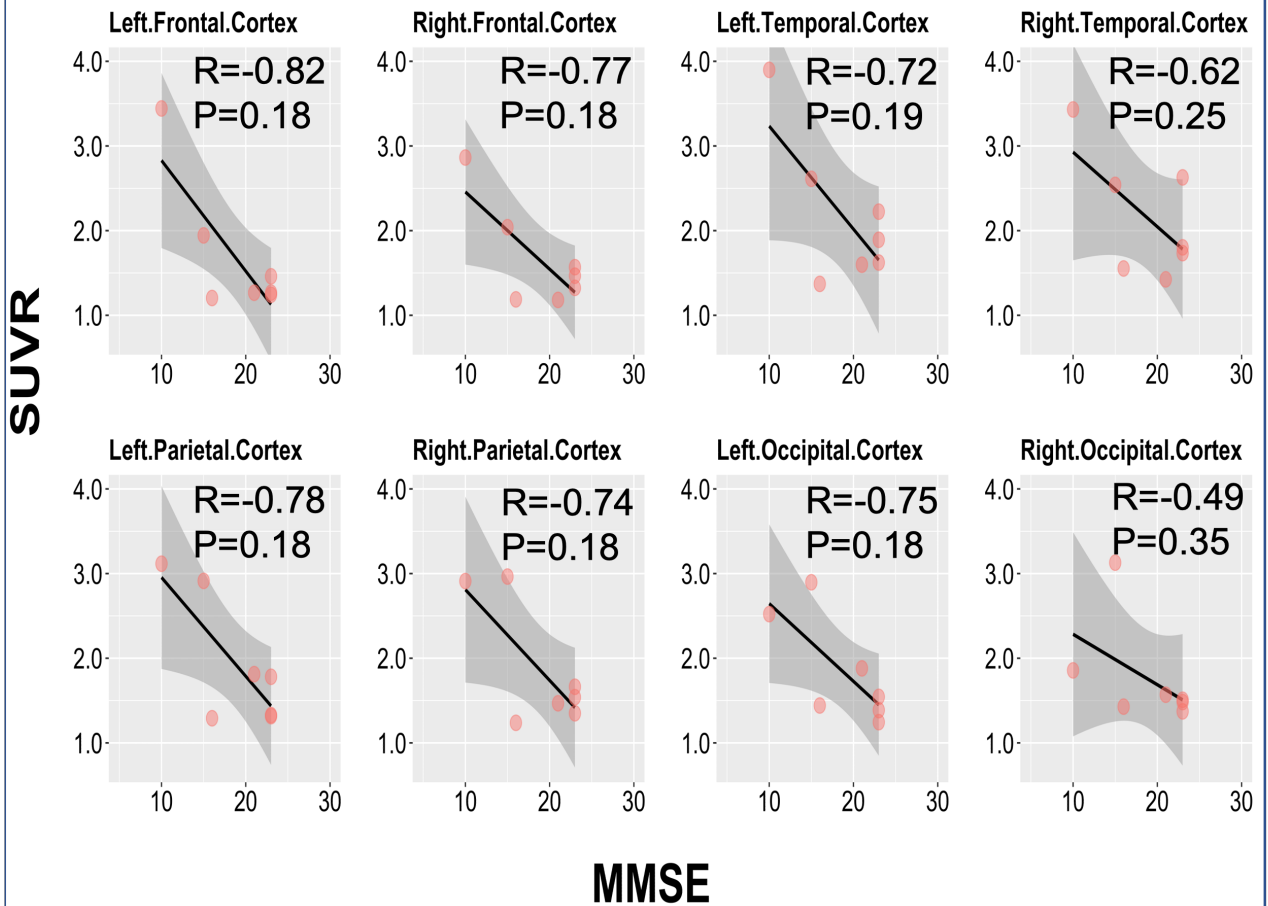 Left.Frontal.Cortex
Right.Frontal.Cortex
Left.Temporal.Cortex
Right.Temporal.Cortex
4.0
3.0
2.0
1.0
R=-0.82
P=0.18
10 20 30
4.0
3.0
2.0
1.0
R=-0.77
P=0.18
10 20 30
4.0
3.0
2.0
1.0
R=-0.72
P=0.19
10 20 30
4.0
3.0
2.0
1.0
R=-0.62
P=0.25
10 20 30
SUVR
Left.Parietal.Cortex
Right.Parietal.Cortex
Left.Occipital.Cortex
Right.Occipital.Cortex
4.0
3.0
2.0
1.0
R=-0.78
P=0.18
10 20 30
4.0
3.0
2.0
1.0
R=-0.74
P=0.18
10 20 30
4.0
3.0
2.0
1.0
R=-0.75
P=0.18
10 20 30
4.0
3.0
2.0
1.0
R=-0.49
P=0.35
10 20 30
MMSE